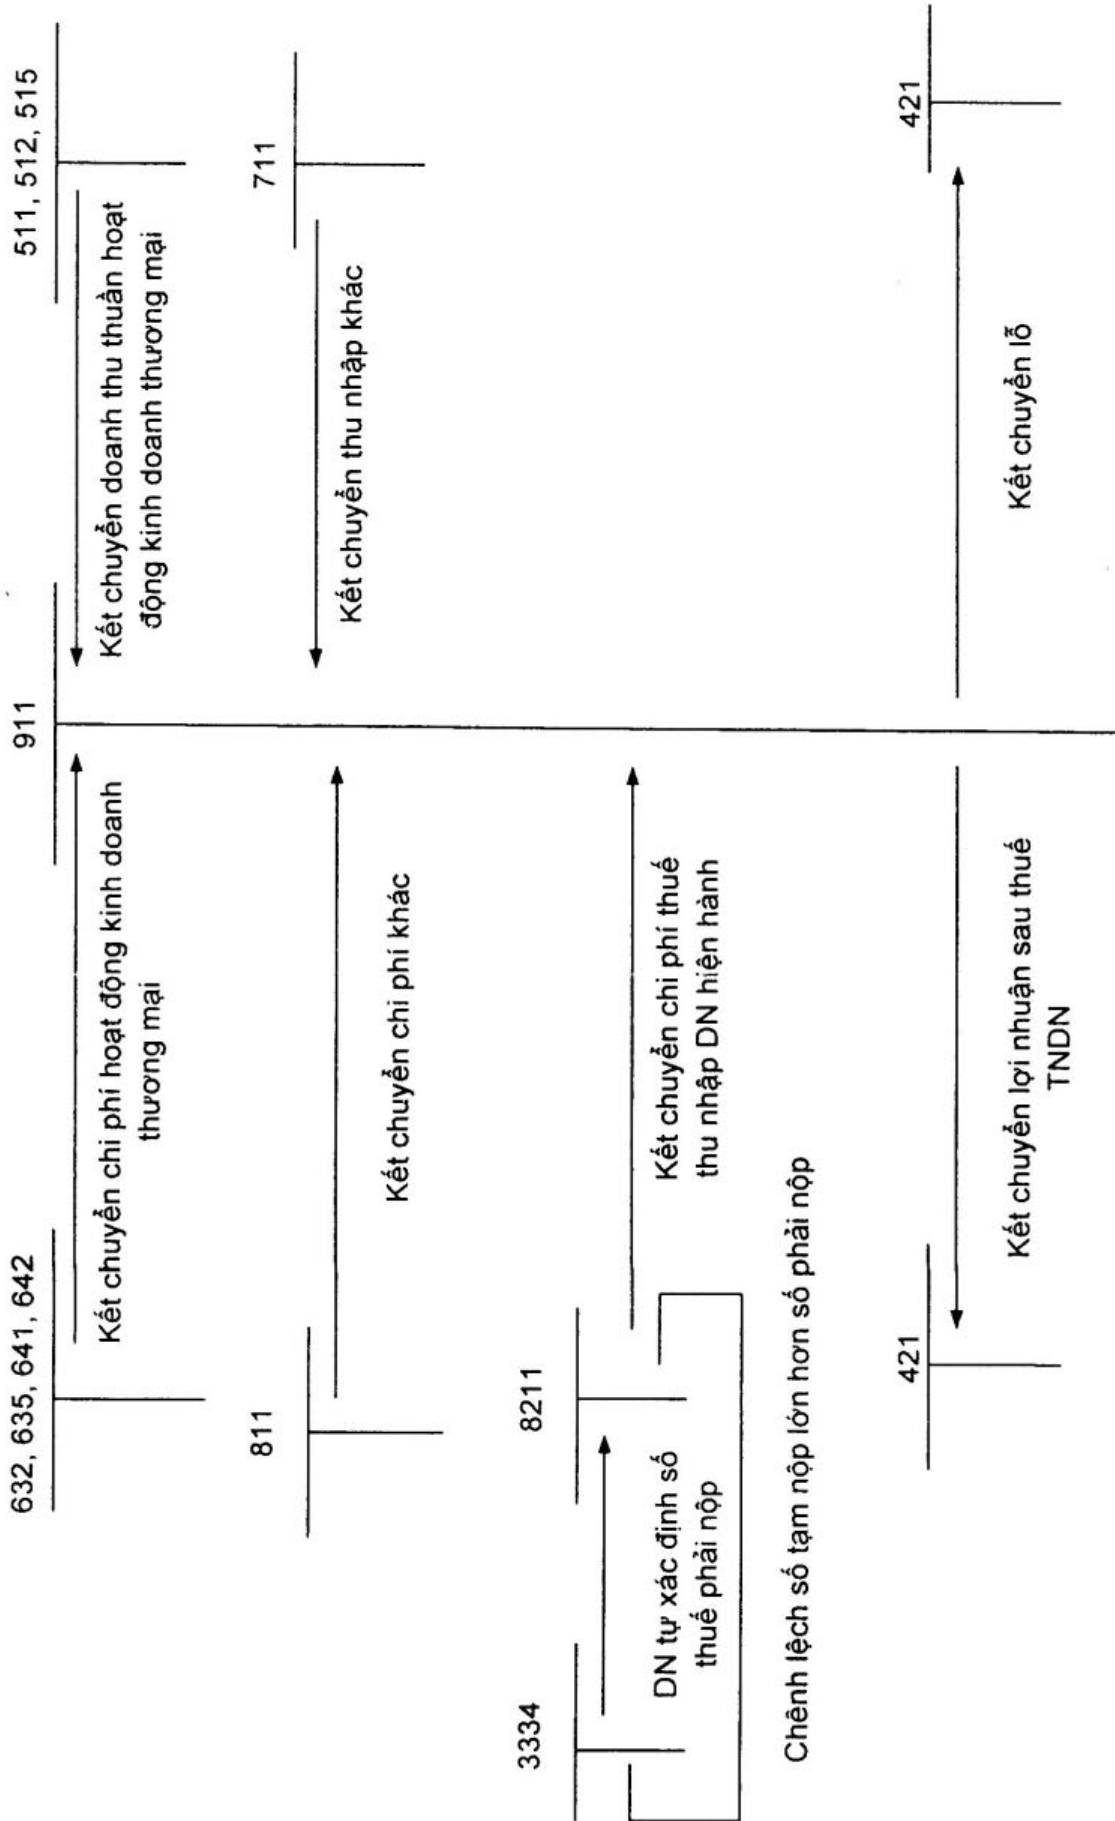 632, 635, 641, 642
911
511, 512, 515
Kết chuyển chi phí hoạt động kinh doanh
thương mại
Kết chuyển doanh thu thuần hoạt
động kinh doanh thương mại
811
711
Kết chuyển chi phí khác
Kết chuyển thu nhập khác
3334
8211
DN tự xác định số
thuế phải nộp
Kết chuyển chi phí thuế
thu nhập DN hiện hành
Chênh lệch số tạm nộp lớn hơn số phải nộp
421
421
Kết chuyển lợi nhuận sau thuế
TNDN
Kết chuyển lỗ